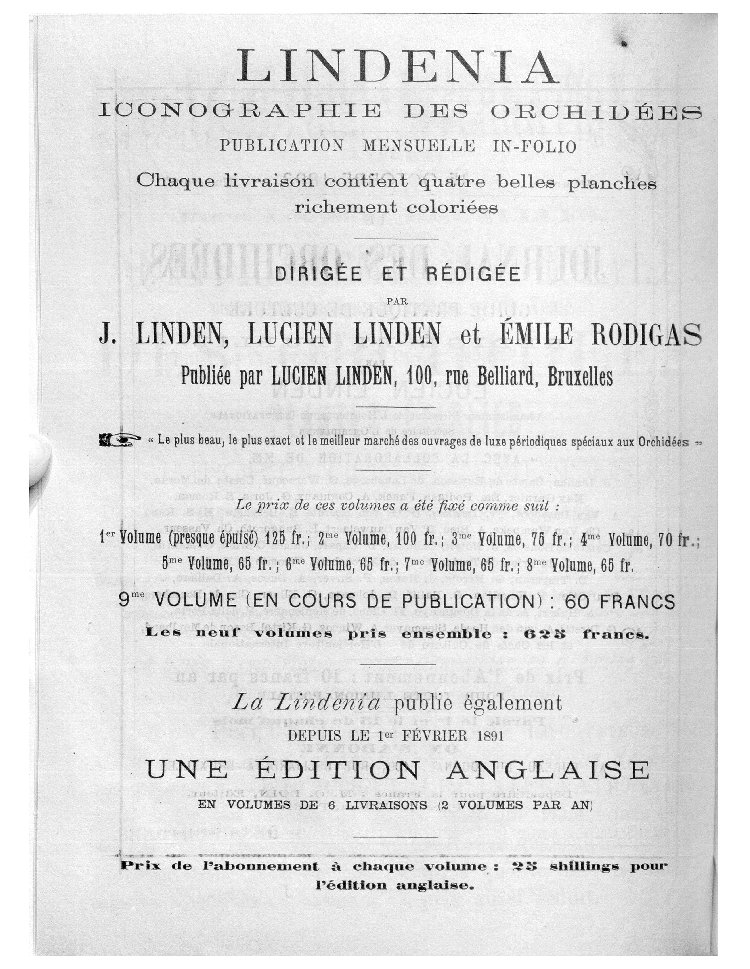 LINDENIA
ICONOGRAPHIE DES ORCHIDÉES
PUBLICATION MENSUELLE IN-FOLIO
Chaque livraison contient quatre belles planches
richement coloriées
DIRIGÉE ET RÉDIGÉE
PAR
J. LINDEN, LUCIEN LINDEN et ÉMILE RODIGAS
Publiée par LUCIEN LINDEN, 100, rue Belliard, Bruxelles
« Le plus beau, le plus exact et le meilleur marché des ouvrages de luxe périodiques spéciaux aux Orchidées »
Le prix de ces volumes a été fixé comme suit :
1er Volume (presque épuisé) 125 fr.; 2me Volume, 100 fr.; 3me Volume, 75 fr.; 4me Volume, 70 fr.;
5me Volume, 65 fr.; 6me Volume, 65 fr.; 7me Volume, 65 fr.; 8me Volume, 65 fr.
9me VOLUME (EN COURS DE PUBLICATION) : 60 FRANCS
Les neuf volumes pris ensemble : 625 francs.
La Lindenia publie également
DEPUIS LE 1er FÉVRIER 1891
UNE ÉDITION ANGLAISE
EN VOLUMES DE 6 LIVRAISONS (2 VOLUMES PAR AN)
Prix de l'abonnement à chaque volume : 25 shillings pour
l'édition anglaise.